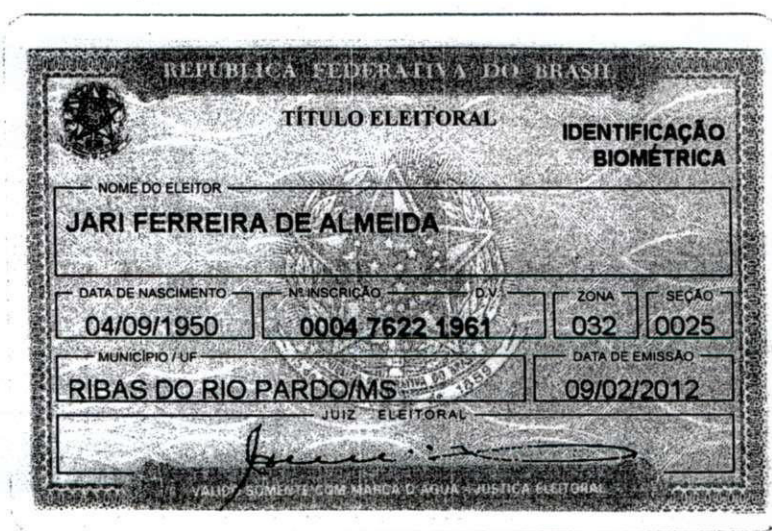 REPÚBLICA FEDERATIVA DO BRASIL
TÍTULO ELEITORAL
IDENTIFICAÇÃO
BIOMÉTRICA
NOME DO ELEITOR
JARI FERREIRA DE ALMEIDA
DATA DE NASCIMENTO Nº INSCRIÇÃO D.V. ZONA SEÇÃO
04/09/1950 0004 7622 1961 032 0025
MUNICÍPIO / UF DATA DE EMISSÃO
RIBAS DO RIO PARDO/MS 09/02/2012
JUIZ ELEITORAL
VÁLIDO SOMENTE COM MARCA D'ÁGUA - JUSTIÇA ELEITORAL